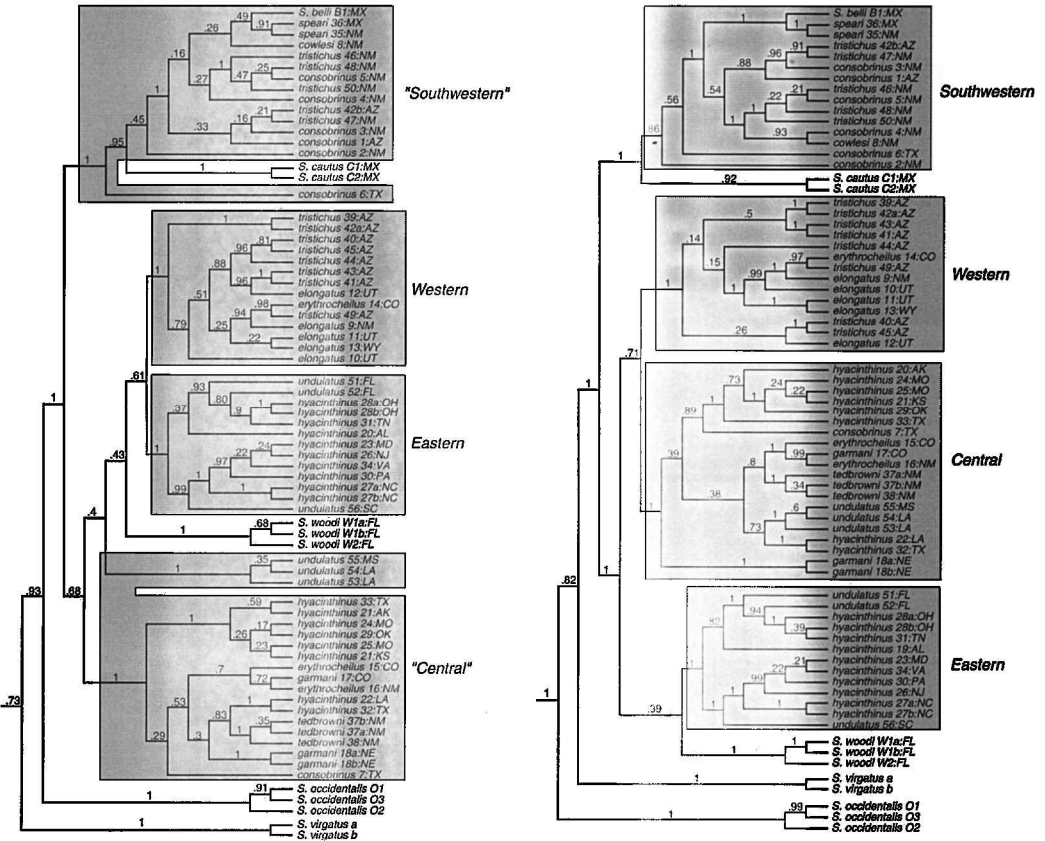 S. belli B1:MX
speari 36:MX
speari 35:NM
cowlesi 8:NM
tristichus 46:NM
tristichus 48:NM
consobrinus 5:NM
tristichus 50:NM
consobrinus 4:NM
tristichus 42b:AZ
tristichus 47:NM
consobrinus 3:NM
consobrinus 1:AZ
consobrinus 2:NM
S. cautus C1:MX
S. cautus C2:MX
consobrinus 6:TX
"Southwestern"
tristichus 39:AZ
tristichus 42a:AZ
tristichus 40:AZ
tristichus 45:AZ
tristichus 44:AZ
tristichus 43:AZ
tristichus 41:AZ
elongatus 12:UT
erythrocheilus 14:CO
tristichus 49:AZ
elongatus 9:NM
elongatus 11:UT
elongatus 13:WY
elongatus 10:UT
Western
undulatus 51:FL
undulatus 52:FL
hyacinthinus 28a:OH
hyacinthinus 28b:OH
hyacinthinus 31:TN
hyacinthinus 20:AL
hyacinthinus 23:MD
hyacinthinus 26:NJ
hyacinthinus 34:VA
hyacinthinus 30:PA
hyacinthinus 27a:NC
hyacinthinus 27b:NC
undulatus 56:SC
Eastern
S. woodi W1a:FL
S. woodi W1b:FL
S. woodi W2:FL
undulatus 55:MS
undulatus 54:LA
undulatus 53:LA
hyacinthinus 33:TX
hyacinthinus 21:AK
hyacinthinus 24:MO
hyacinthinus 29:OK
hyacinthinus 25:MO
hyacinthinus 21:KS
erythrocheilus 15:CO
garmani 17:CO
erythrocheilus 16:NM
hyacinthinus 22:LA
hyacinthinus 32:TX
tedbrowni 37b:NM
tedbrowni 37a:NM
tedbrowni 38:NM
garmani 18a:NE
garmani 18b:NE
consobrinus 7:TX
"Central"
S. occidentalis O1
S. occidentalis O3
S. occidentalis O2
S. virgatus a
S. virgatus b
.49
.91
.26
.16
.27
1
.25
.47
1
.21
.16
.33
.45
.95
1
1
1
.81
.96
.88
1
.96
.51
.98
.94
.25
.22
.79
1
.61
.93
.80
.9
1
.37
.24
.22
.97
1
.99
1
.43
.68
1
.4
.35
1
.59
1
.17
.26
.23
.7
.72
.53
1
.83
.35
1
.3
1
.29
1
.68
1
.93
.73
.91
1
1
S. belli B1:MX
speari 36:MX
speari 35:NM
tristichus 42b:AZ
tristichus 47:NM
consobrinus 3:NM
consobrinus 1:AZ
tristichus 46:NM
consobrinus 5:NM
tristichus 48:NM
tristichus 50:NM
consobrinus 4:NM
cowlesi 8:NM
consobrinus 6:TX
consobrinus 2:NM
Southwestern
S. cautus C1:MX
S. cautus C2:MX
tristichus 39:AZ
tristichus 42a:AZ
tristichus 43:AZ
tristichus 41:AZ
tristichus 44:AZ
erythrocheilus 14:CO
tristichus 49:AZ
elongatus 9:NM
elongatus 10:UT
elongatus 11:UT
elongatus 13:WY
tristichus 40:AZ
tristichus 45:AZ
elongatus 12:UT
Western
hyacinthinus 20:AK
hyacinthinus 24:MO
hyacinthinus 25:MO
hyacinthinus 21:KS
hyacinthinus 29:OK
hyacinthinus 33:TX
consobrinus 7:TX
erythrocheilus 15:CO
garmani 17:CO
erythrocheilus 16:NM
tedbrowni 37a:NM
tedbrowni 37b:NM
tedbrowni 38:NM
undulatus 55:MS
undulatus 54:LA
undulatus 53:LA
hyacinthinus 22:LA
hyacinthinus 32:TX
garmani 18a:NE
garmani 18b:NE
Central
undulatus 51:FL
undulatus 52:FL
hyacinthinus 28a:OH
hyacinthinus 28b:OH
hyacinthinus 31:TN
hyacinthinus 19:AL
hyacinthinus 23:MD
hyacinthinus 34:VA
hyacinthinus 30:PA
hyacinthinus 26:NJ
hyacinthinus 27a:NC
hyacinthinus 27b:NC
undulatus 56:SC
Eastern
S. woodi W1a:FL
S. woodi W1b:FL
S. woodi W2:FL
S. virgatus a
S. virgatus b
S. occidentalis O1
S. occidentalis O3
S. occidentalis O2
1
1
.91
.96
.88
1
.54
.21
.22
1
1
.93
.56
.86
1
.92
1
.5
1
.14
.15
.97
.99
1
1
1
1
1
.26
.71
.73
.24
.22
1
1
.89
.39
.8
.99
1
.34
.38
.6
1
.73
1
1
1
1
.82
.94
1
.39
.82
.21
.22
.99
1
1
1
.39
1
1
1
1
.99
1